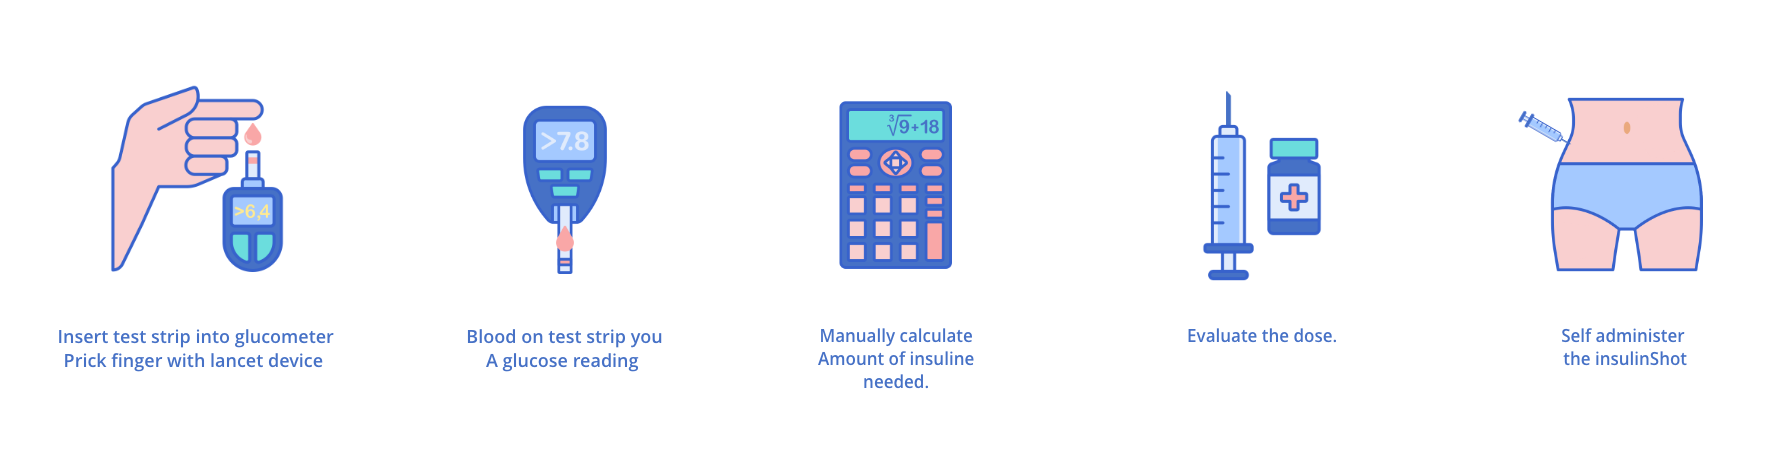 >6,4
>7.8
3√9+18
Insert test strip into glucometer
Prick finger with lancet device
Blood on test strip you
A glucose reading
Manually calculate
Amount of insuline
needed.
Evaluate the dose.
Self administer
the insulinShot